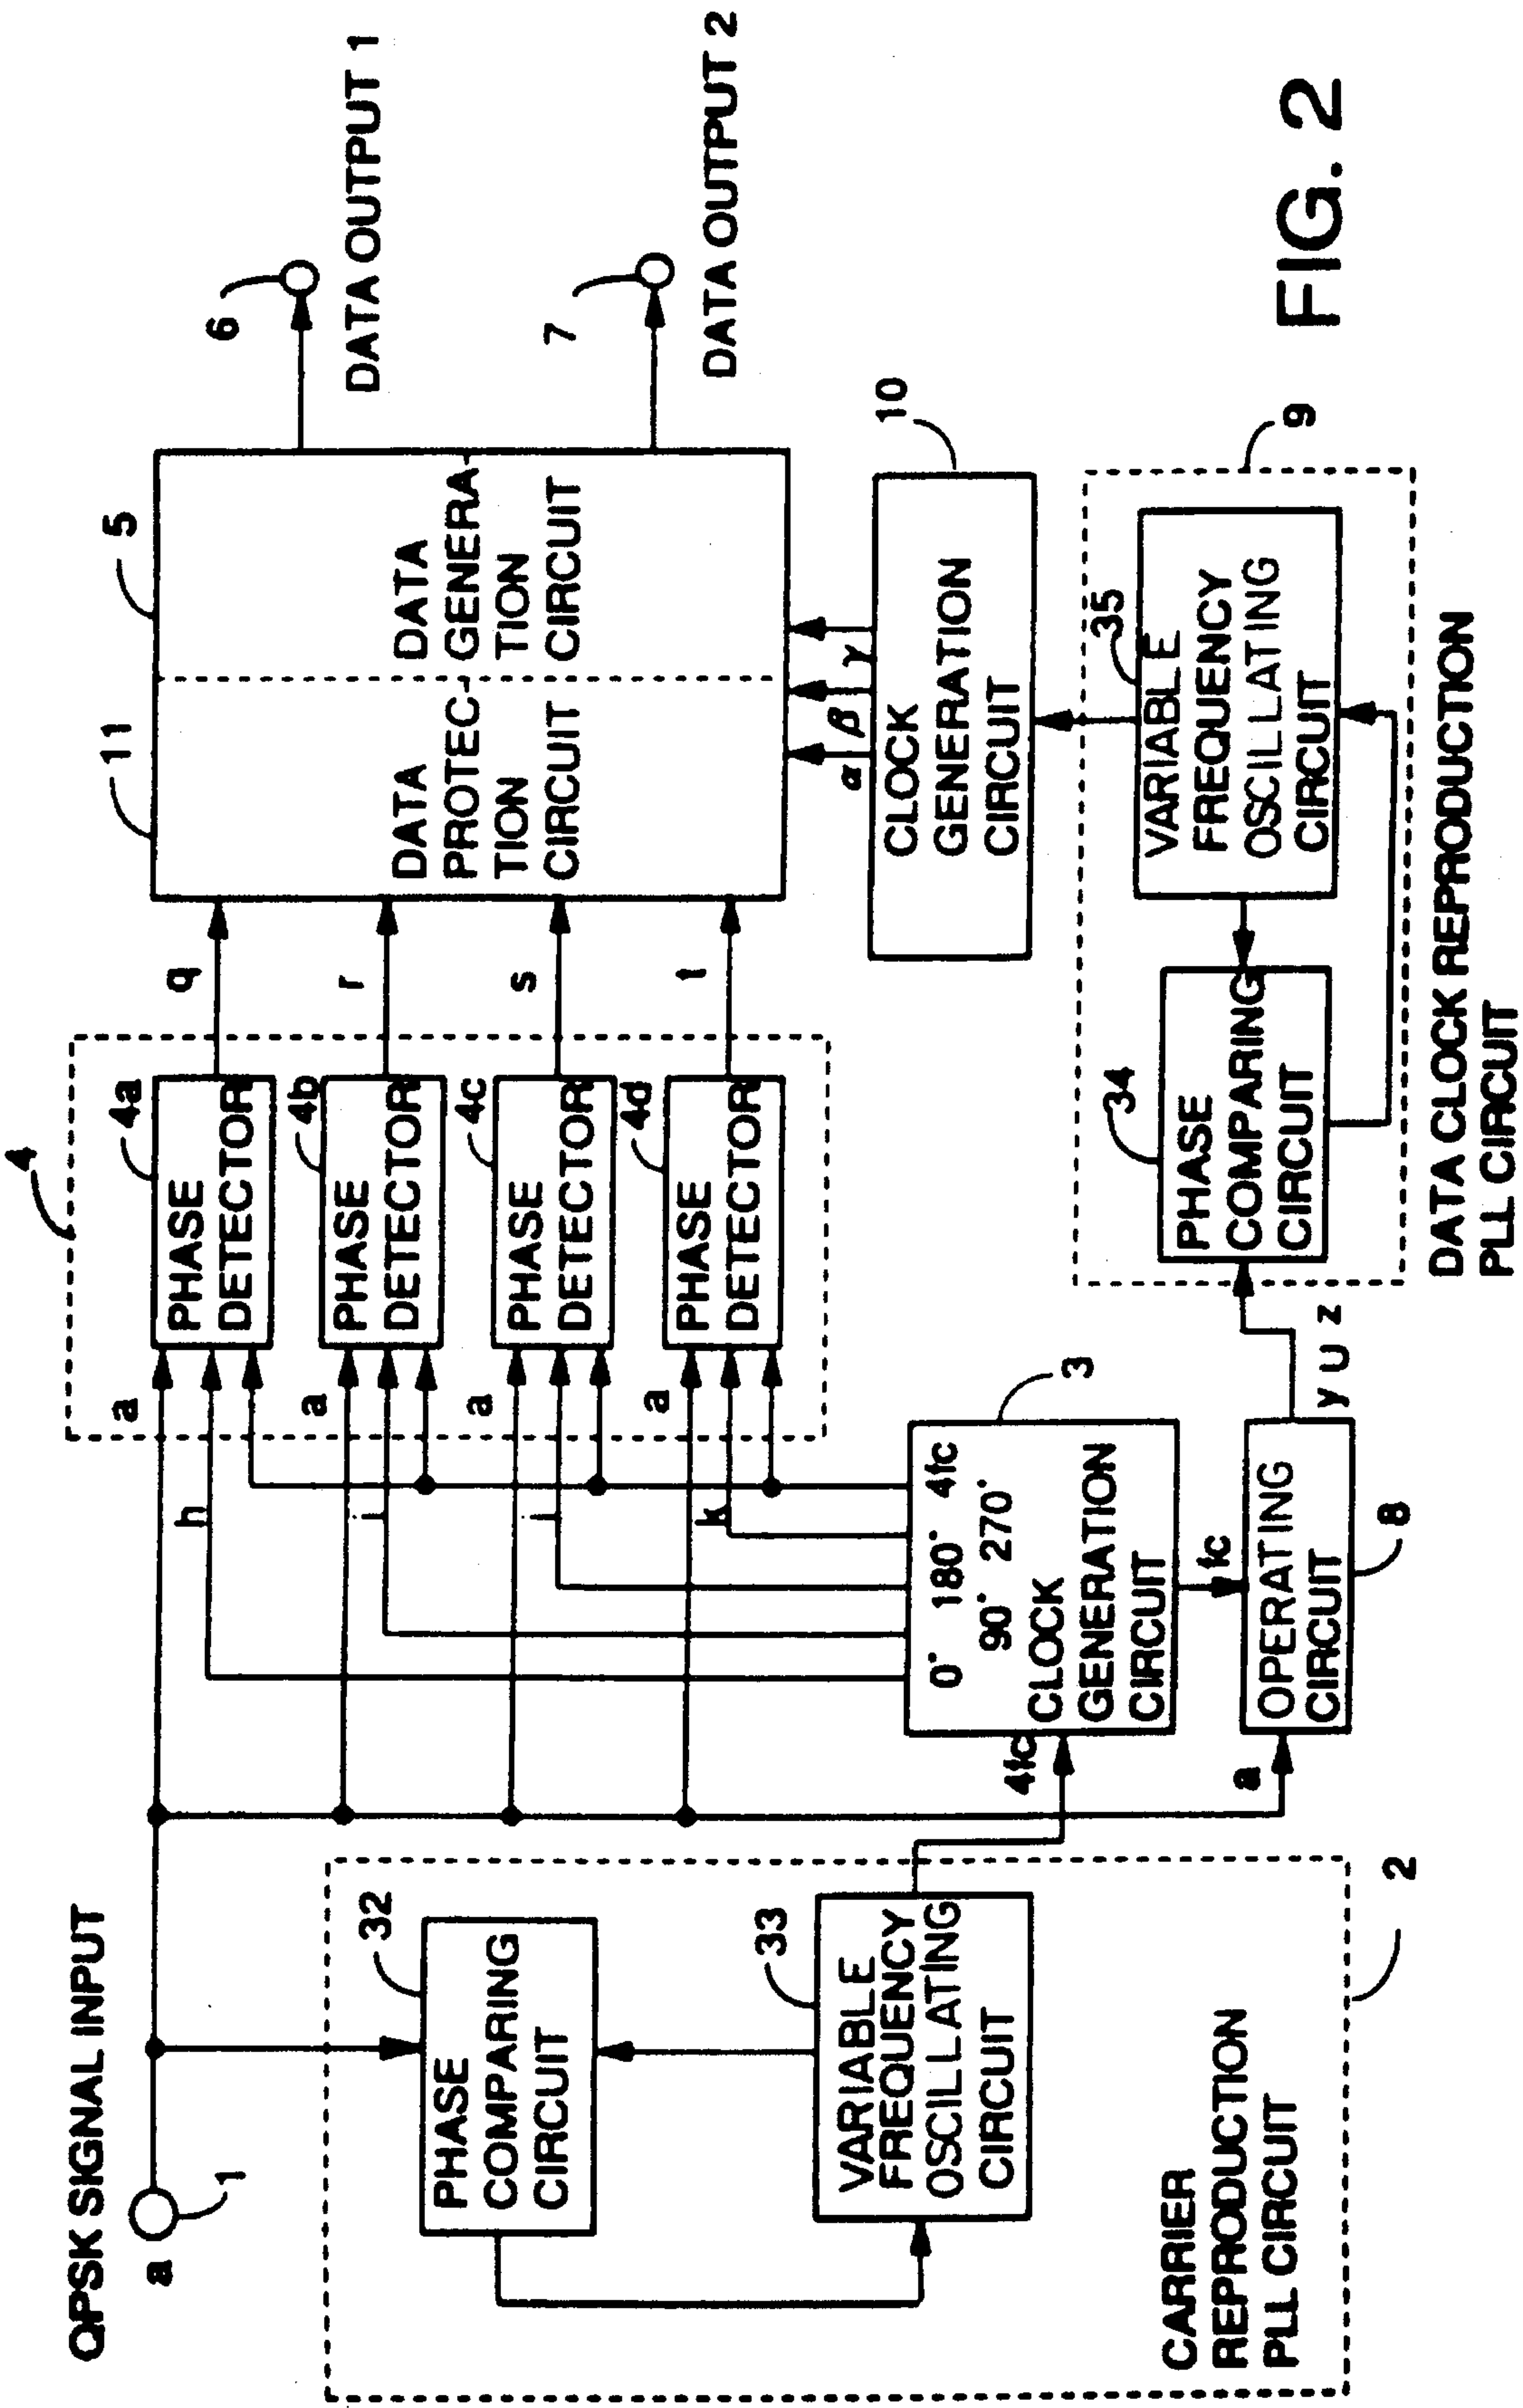 QPSK SIGNAL INPUT
a
1
32
PHASE
COMPARING
CIRCUIT
33
VARIABLE
FREQUENCY
OSCILLATING
CIRCUIT
CARRIER
REPRODUCTION
PLL CIRCUIT
2
4
a
h
4a
PHASE
DETECTOR
q
a
i
4b
PHASE
DETECTOR
r
a
j
4c
PHASE
DETECTOR
s
a
k
4d
PHASE
DETECTOR
t
4fc
0° 180° 4fc
90° 270°
CLOCK
GENERATION
CIRCUIT
3
fc
a
OPERATING
CIRCUIT
8
y U z
11
DATA
PROTEC-
TION
CIRCUIT
5
DATA
GENERA-
TION
CIRCUIT
6
DATA OUTPUT 1
7
DATA OUTPUT 2
α β γ
CLOCK
GENERATION
CIRCUIT
10
34
PHASE
COMPARING
CIRCUIT
35
VARIABLE
FREQUENCY
OSCILLATING
CIRCUIT
9
DATA CLOCK REPRODUCTION
PLL CIRCUIT
FIG. 2